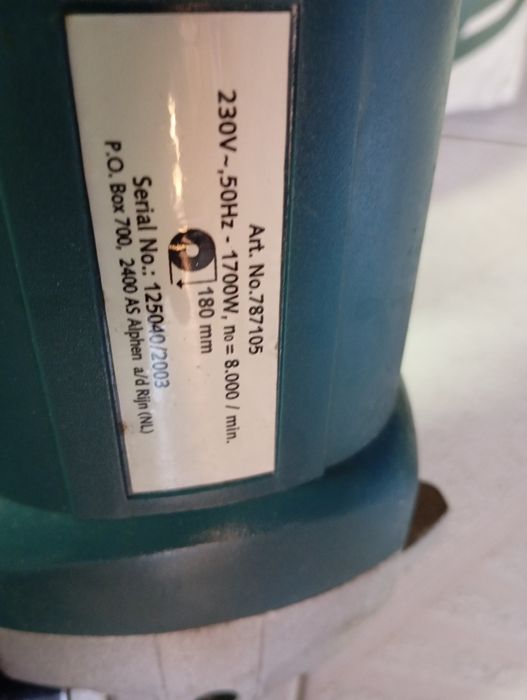 Art. No.787105
230V~,50Hz - 1700W, no = 8.000 / min.
180 mm
Serial No.: 125040/2003
P.O. Box 700, 2400 AS Alphen a/d Rijn (NL)